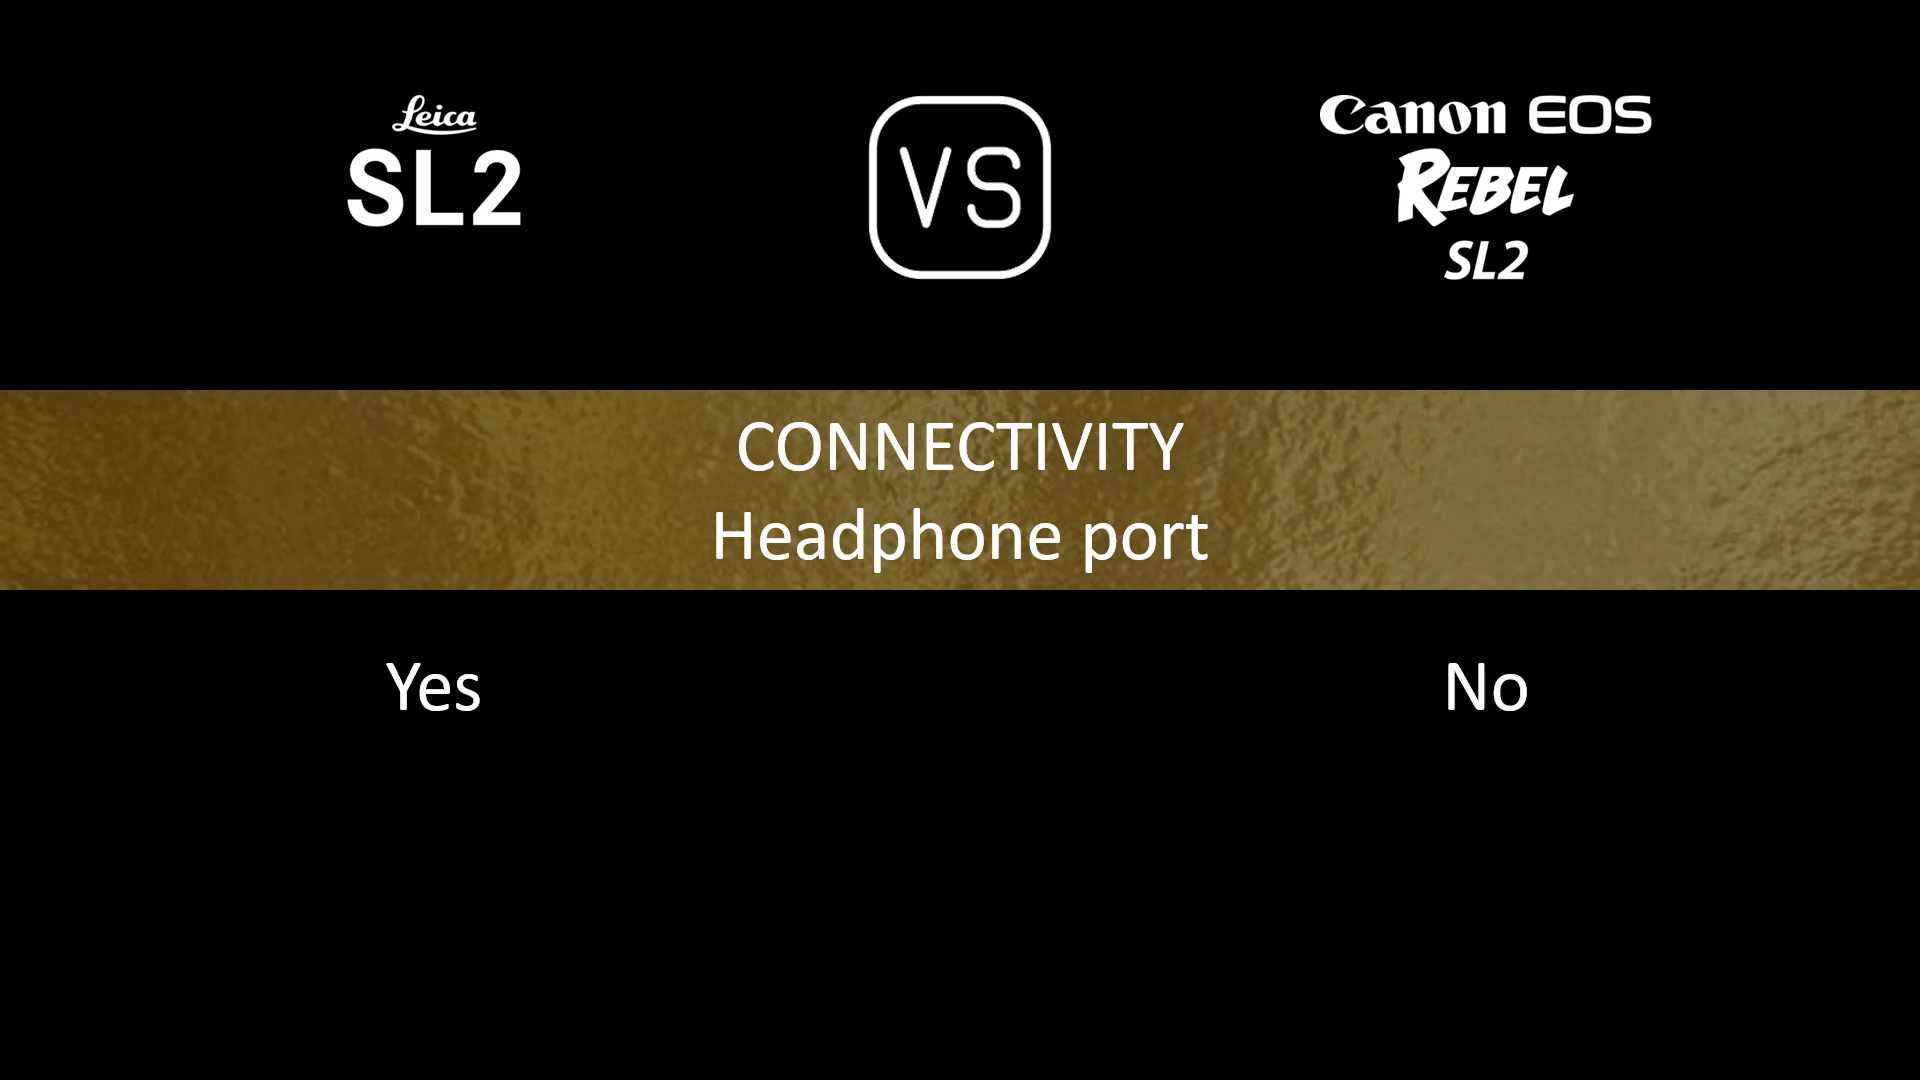 Leica
SL2
VS
Canon EOS
REBEL
SL2
CONNECTIVITY
Headphone port
Yes
No